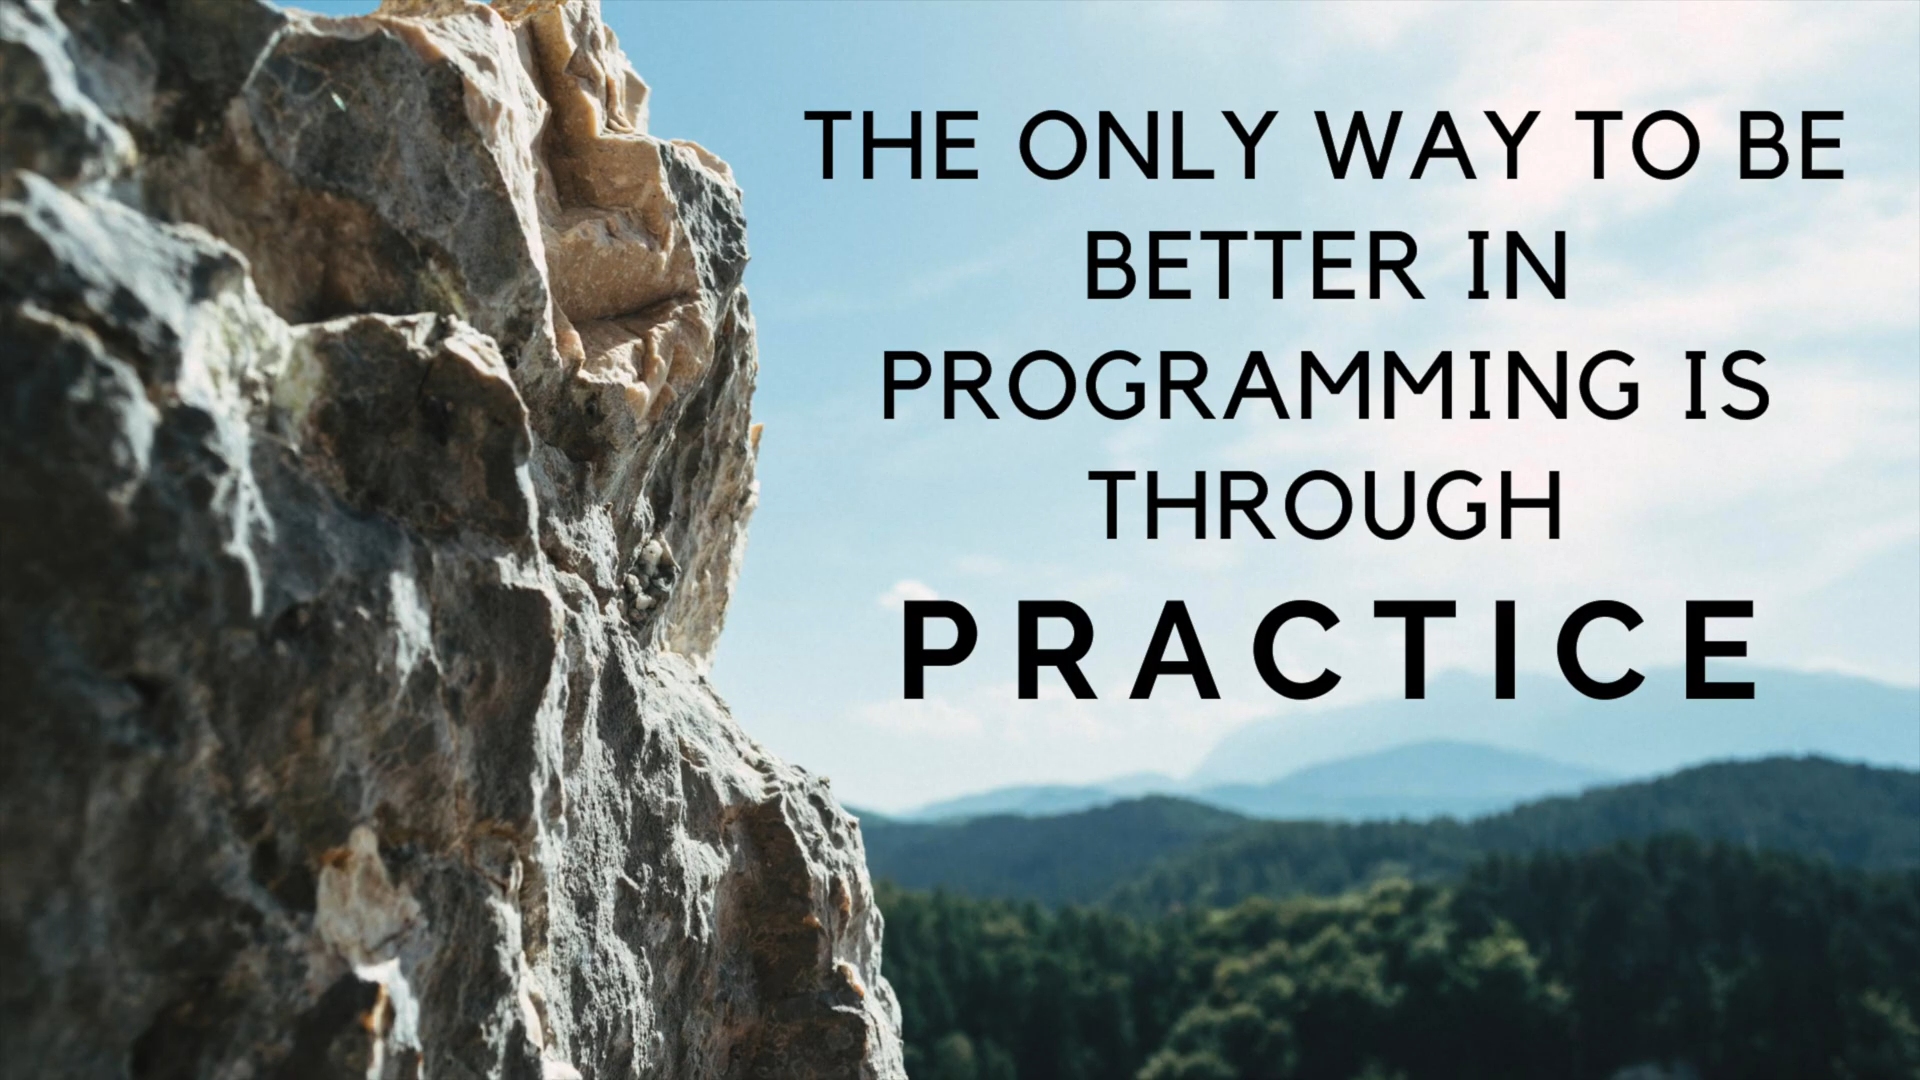 THE ONLY WAY TO BE
BETTER IN
PROGRAMMING IS
THROUGH
PRACTICE